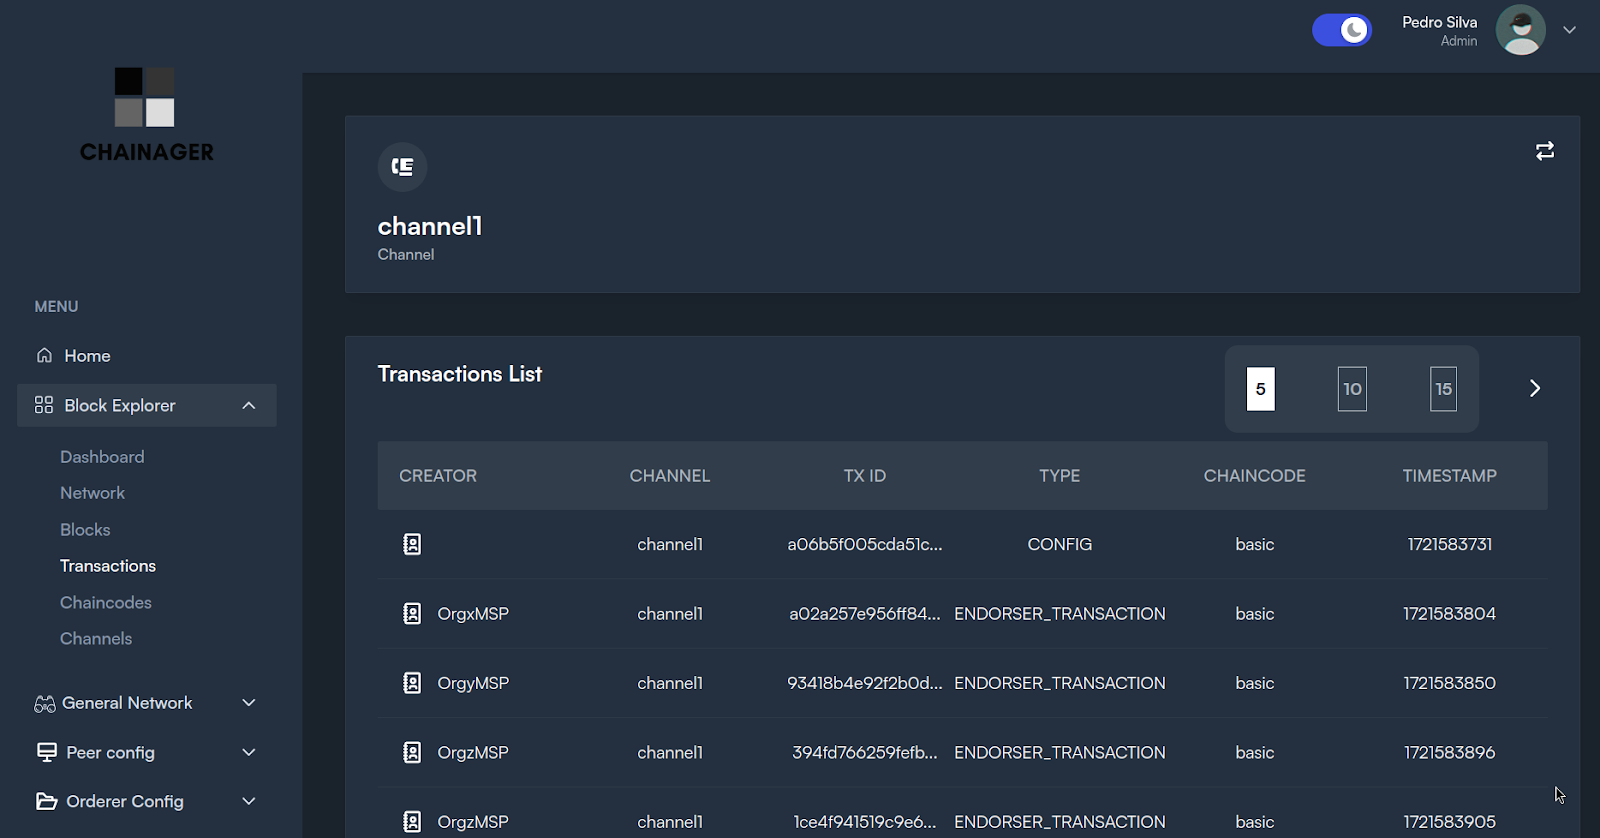 Pedro Silva
Admin
CHAINAGER
channel1
Channel
MENU
Home
Block Explorer
Dashboard
Network
Blocks
Transactions
Chaincodes
Channels
General Network
Peer config
Orderer Config
Transactions List
5 10 15
CREATOR CHANNEL TX ID TYPE CHAINCODE TIMESTAMP
channel1 a06b5f005cda51c... CONFIG basic 1721583731
OrgxMSP channel1 a02a257e956ff84... ENDORSER_TRANSACTION basic 1721583804
OrgyMSP channel1 93418b4e92f2b0d... ENDORSER_TRANSACTION basic 1721583850
OrgzMSP channel1 394fd766259fefb... ENDORSER_TRANSACTION basic 1721583896
OrgzMSP channel1 1ce4f941519c9e6... ENDORSER_TRANSACTION basic 1721583905